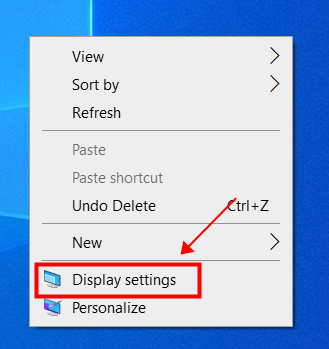 View
Sort by
Refresh
Paste
Paste shortcut
Undo Delete Ctrl+Z
New
Display settings
Personalize